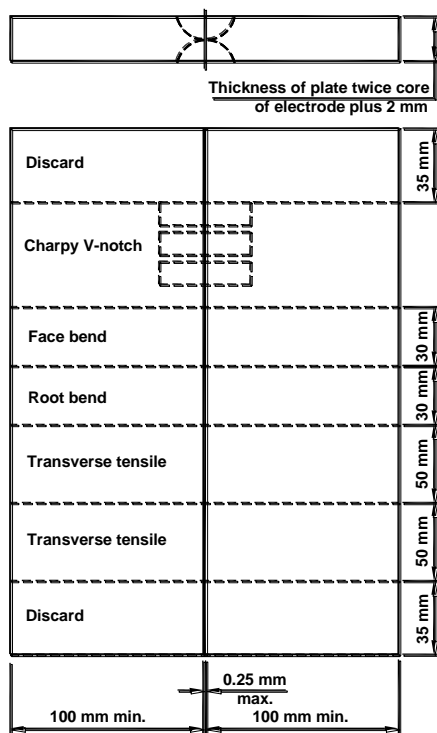 Thickness of plate twice core
of electrode plus 2 mm
Discard
35 mm
Charpy V-notch
Face bend
30 mm
Root bend
30 mm
Transverse tensile
50 mm
Transverse tensile
50 mm
Discard
35 mm
0.25 mm
max.
100 mm min.
100 mm min.